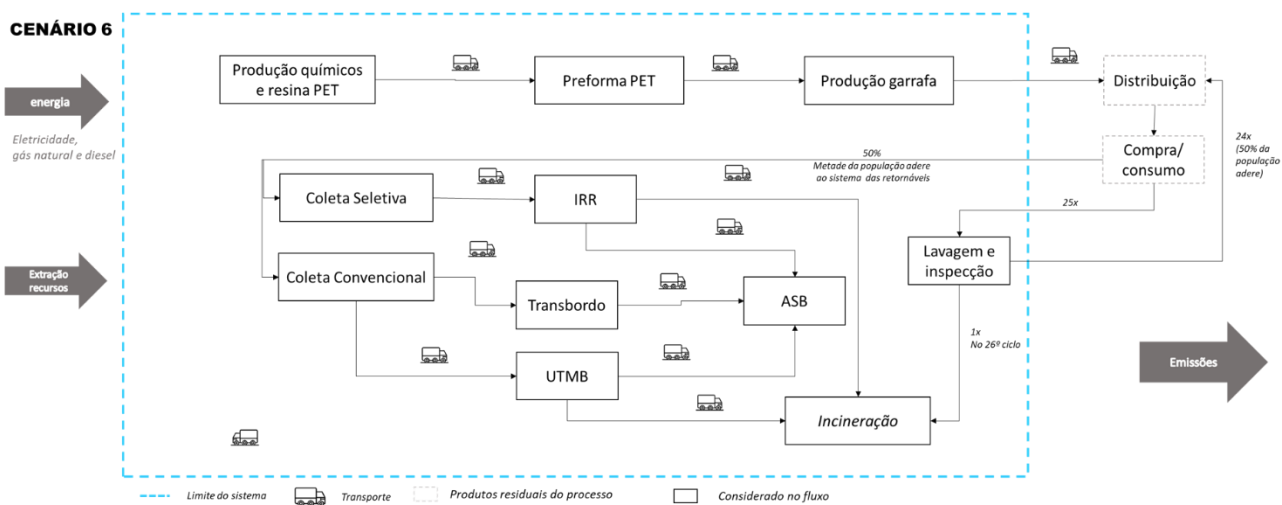 CENÁRIO 6
energia
Eletricidade,
gás natural e diesel
Extração
recursos
Produção químicos
e resina PET
Preforma PET
Produção garrafa
Distribuição
Compra/
consumo
24x
(50% da
população
adere)
50%
Metade da população adere
ao sistema das retornáveis
25x
Coleta Seletiva
IRR
Lavagem e
inspecção
Coleta Convencional
Transbordo
ASB
1x
No 26º ciclo
UTMB
Incineração
Emissões
Limite do sistema
Transporte
Produtos residuais do processo
Considerado no fluxo